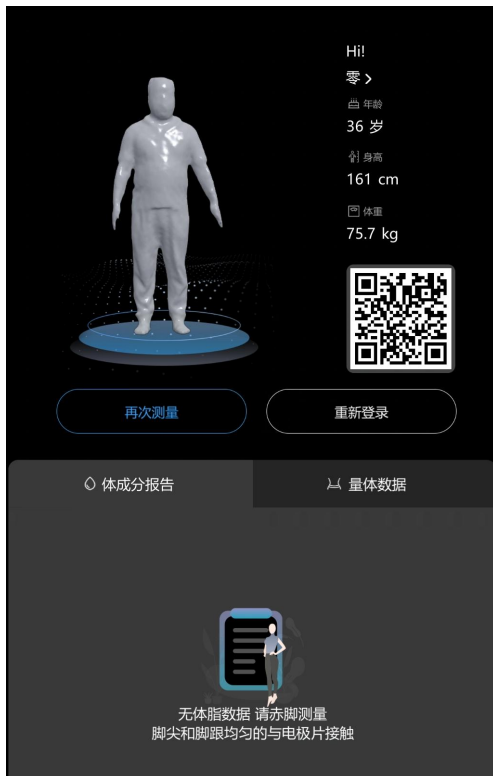 Hi!
零
年龄
36 岁
身高
161 cm
体重
75.7 kg
再次测量
重新登录
体成分报告
量体数据
无体脂数据 请赤脚测量
脚尖和脚跟均匀的与电极片接触